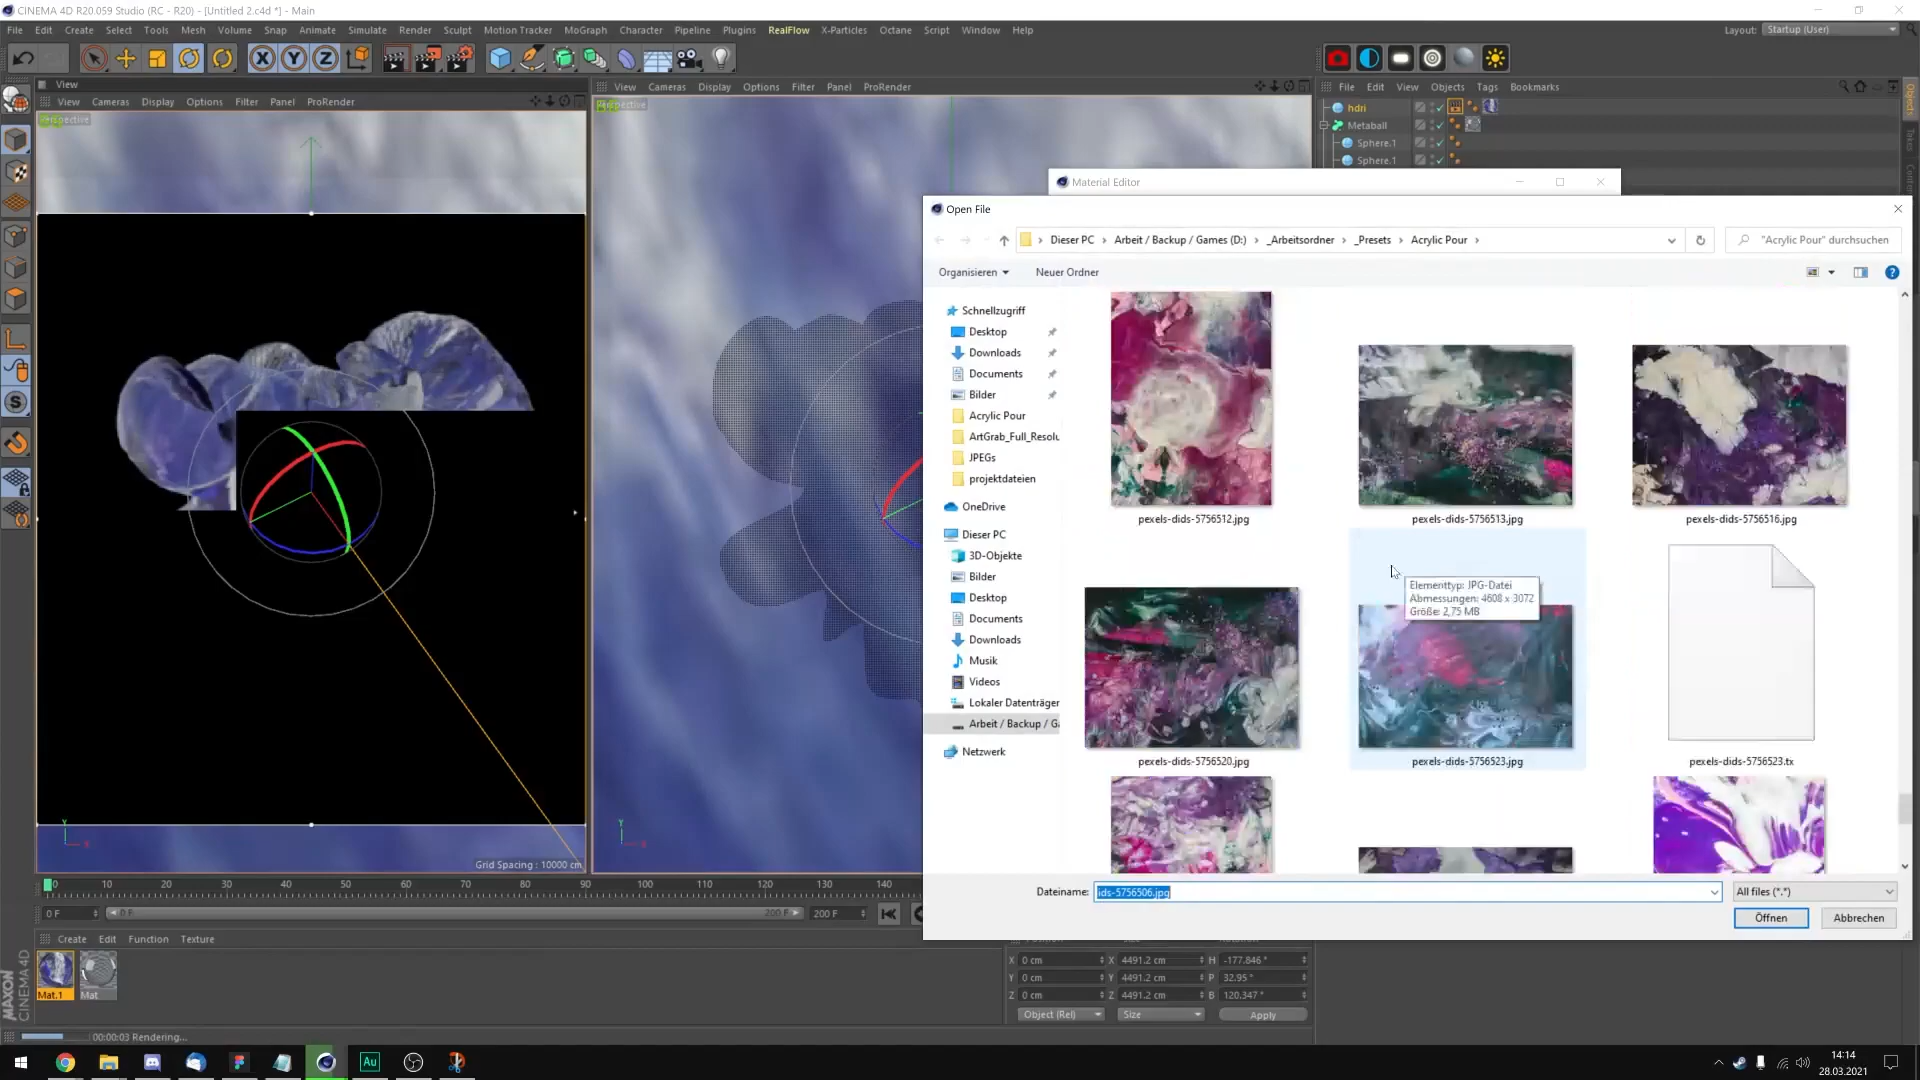 CINEMA 4D R20.059 Studio (RC - R20) - [Untitled 2.c4d *] - Main
File Edit Create Select Tools Mesh Volume Snap Animate Simulate Render Sculpt Motion Tracker MoGraph Character Pipeline Plugins RealFlow X-Particles Octane Script Window Help
Layout: Startup (User)
View
View Cameras Display Options Filter Panel ProRender
View Cameras Display Options Filter Panel ProRender
File Edit View Objects Tags Bookmarks
Objects
Perspective
hdri
Metaball
Sphere.1
Sphere.1
Material Editor
Open File
Dieser PC > Arbeit / Backup / Games (D:) > _Arbeitsordner > _Presets > Acrylic Pour >
"Acrylic Pour" durchsuchen
Organisieren Neuer Ordner
Schnellzugriff
Desktop
Downloads
Documents
Bilder
Acrylic Pour
ArtGrab_Full_Resolu
JPEGs
projektdateien
OneDrive
Dieser PC
3D-Objekte
Bilder
Desktop
Documents
Downloads
Musik
Videos
Lokaler Datenträger
Arbeit / Backup / Ga
Netzwerk
pexels-dids-5756512.jpg
pexels-dids-5756513.jpg
pexels-dids-5756516.jpg
Elementtyp: JPG-Datei
Abmessungen: 4608 x 3072
Größe: 2,75 MB
pexels-dids-5756520.jpg
pexels-dids-5756523.jpg
pexels-dids-5756523.tx
Dateiname: ids-5756506.jpg
All files (*.*)
Öffnen Abbrechen
Y
X
Y
X
Grid Spacing : 10000 cm
0 10 20 30 40 50 60 70 80 90 100 110 120 130 140
0 F 0 F 200 F 200 F
Create Edit Function Texture
Mat.1 Mat
X 0 cm X 4491.2 cm H -177.846 °
Y 0 cm Y 4491.2 cm P 32.95 °
Z 0 cm Z 4491.2 cm B 120.347 °
Object (Rel) Size Apply
MAXON
CINEMA 4D
00:00:03 Rendering...
14:14
28.03.2021